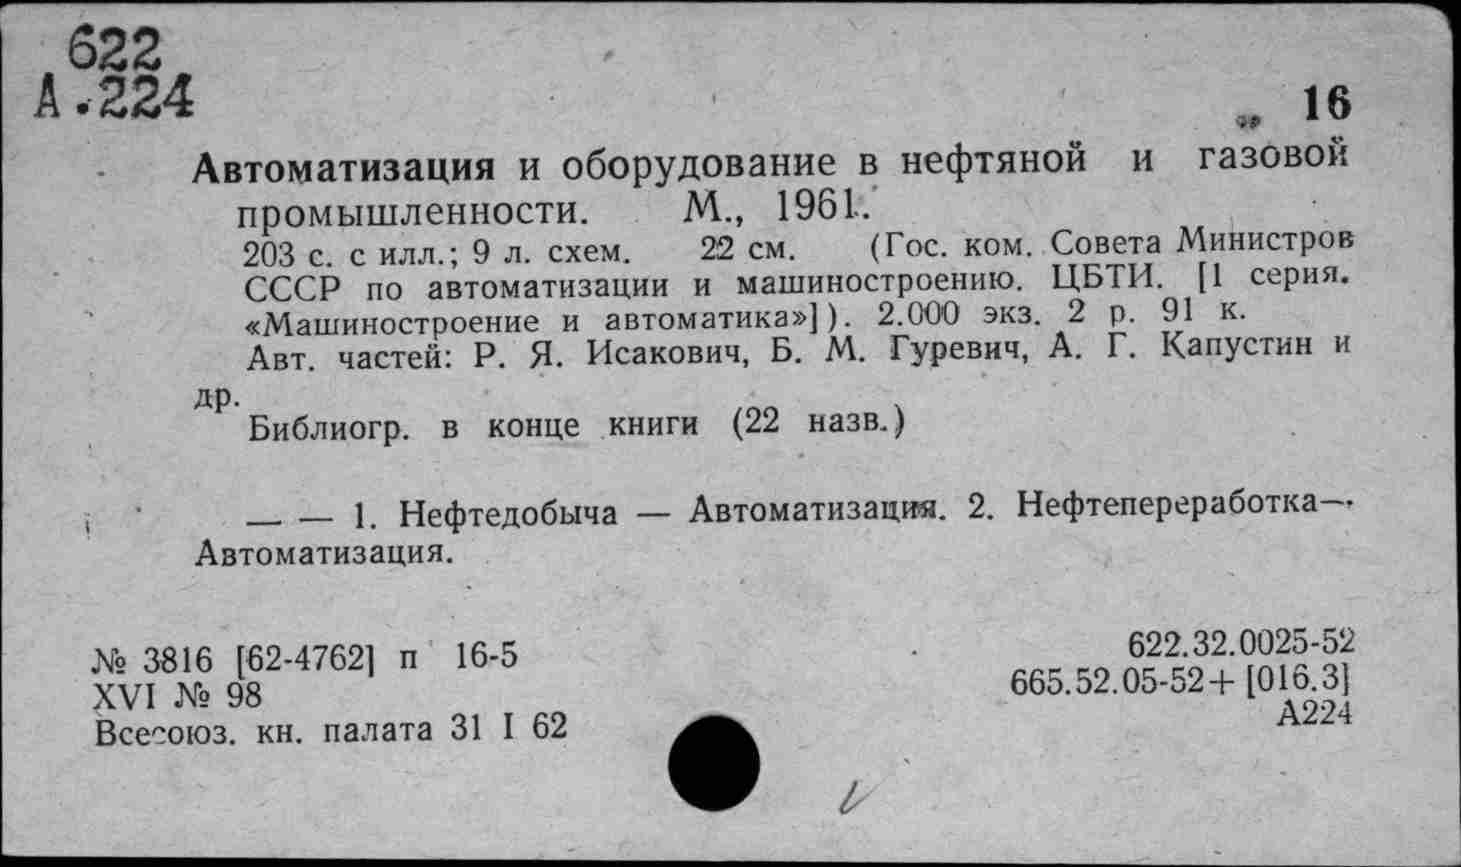 622
А.224
16
Автоматизация и оборудование в нефтяной и газовой
промышленности. М., 1961.
203 с. с илл.; 9 л. схем. 22 см. (Гос. ком. Совета Министров
СССР по автоматизации и машиностроению. ЦБТИ. [1 серия.
«Машиностроение и автоматика»]). 2.000 экз. 2 р. 91 к.
Авт. частей: Р. Я. Исакович, Б. М. Гуревич, А. Г. Капустин и
др.
Библиогр. в конце книги (22 назв.)
— — 1. Нефтедобыча — Автоматизация. 2. Нефтепереработка—
Автоматизация.
№ 3816 [62-4762] п 16-5
XVI № 98
Всесоюз. кн. палата 31 I 62
622.32.0025-52
665.52.05-52+[016.3]
А224